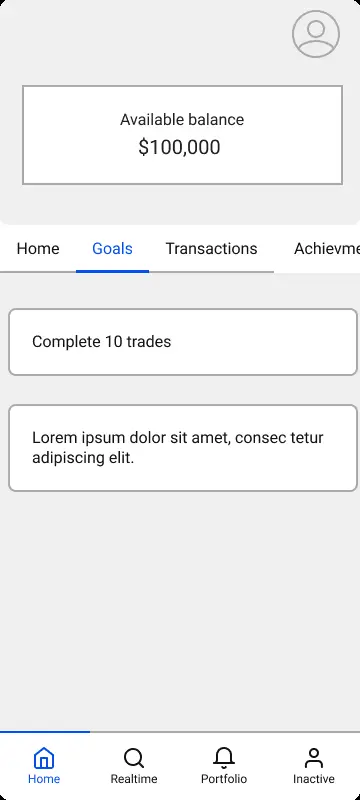 Available balance
$100,000
Home Goals Transactions Achievme
Complete 10 trades
Lorem ipsum dolor sit amet, consec tetur
adipiscing elit.
Home Realtime Portfolio Inactive